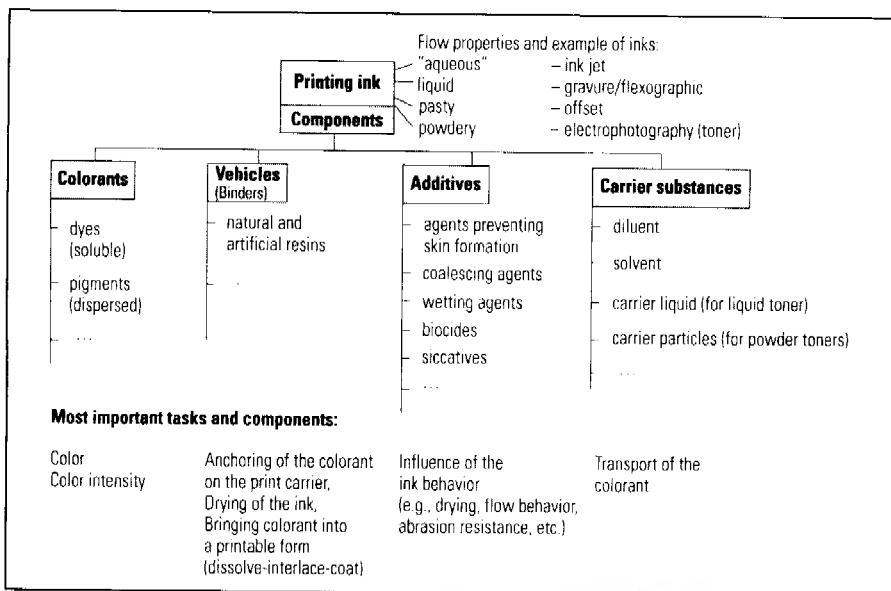 Flow properties and example of inks:
"aqueous" – ink jet
Printing ink
liquid – gravure/flexographic
pasty – offset
Components
powdery – electrophotography (toner)
Colorants
Vehicles
(Binders)
Additives
Carrier substances
dyes
(soluble)
pigments
(dispersed)
...
natural and
artificial resins
...
agents preventing
skin formation
coalescing agents
wetting agents
biocides
siccatives
...
diluent
solvent
carrier liquid (for liquid toner)
carrier particles (for powder toners)
...
Most important tasks and components:
Color
Color intensity
Anchoring of the colorant
on the print carrier,
Drying of the ink,
Bringing colorant into
a printable form
(dissolve-interlace-coat)
Influence of the
ink behavior
(e.g., drying, flow behavior,
abrasion resistance, etc.)
Transport of the
colorant